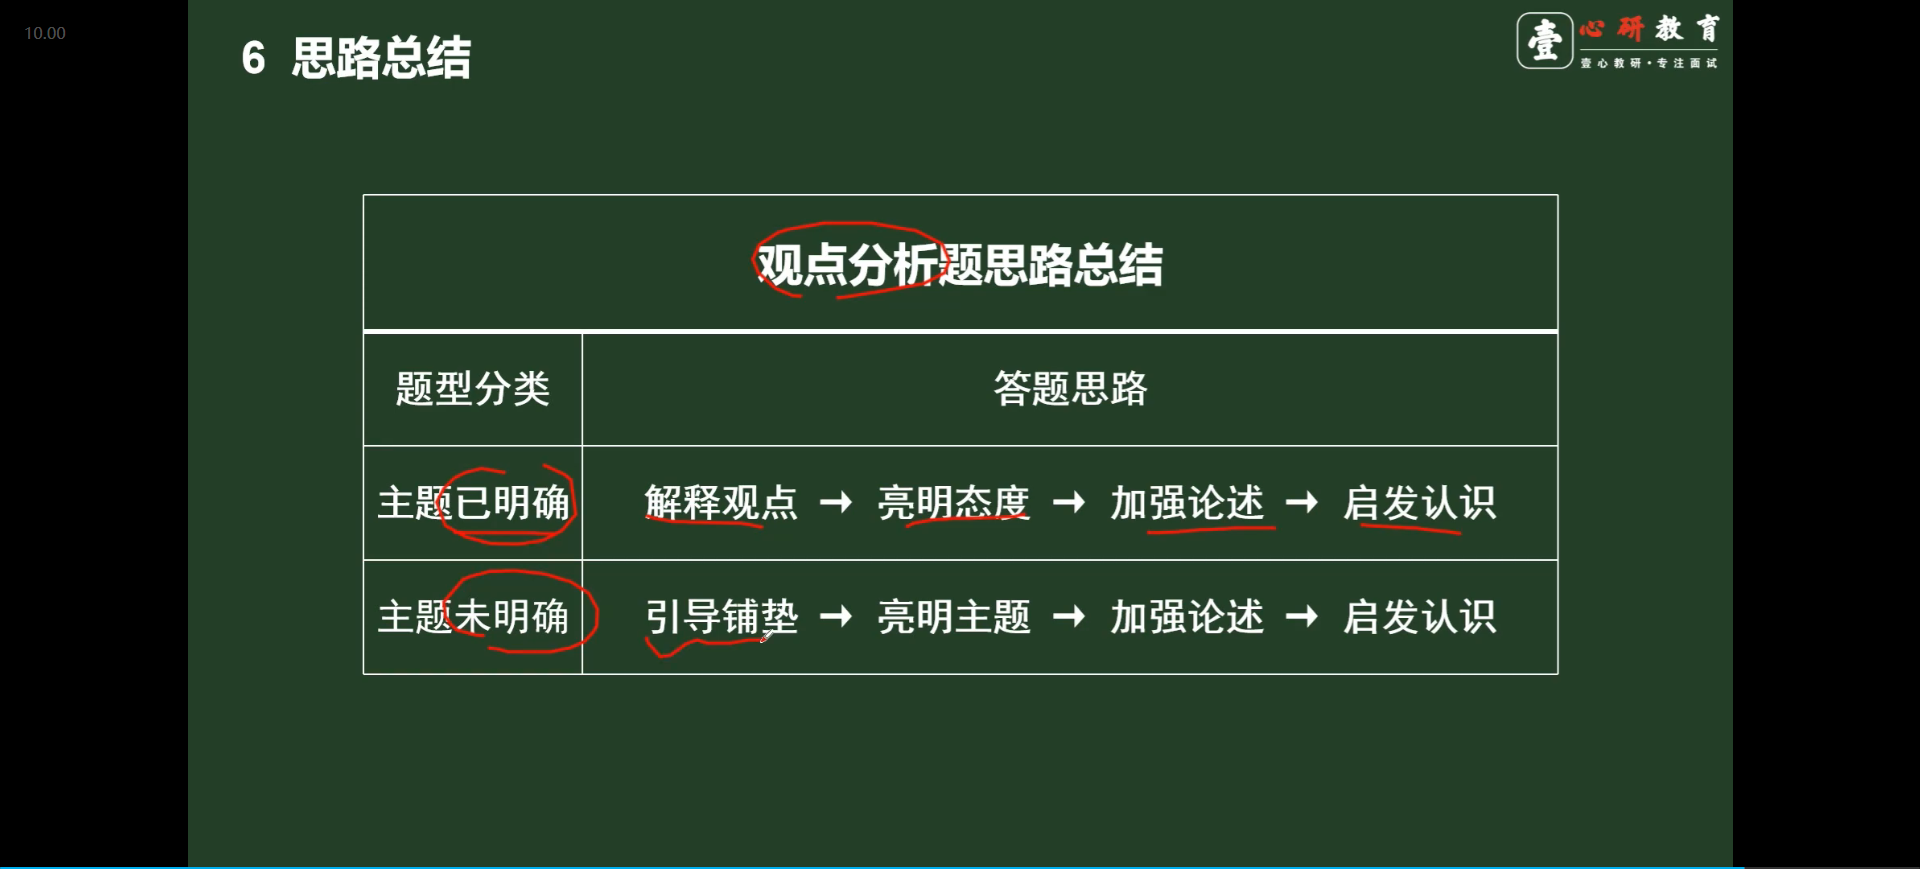 10.00
6 思路总结
壹 心研教育
壹心教研•专注面试
观点分析题思路总结
题型分类 答题思路
主题已明确 解释观点 → 亮明态度 → 加强论述 → 启发认识
主题未明确 引导铺垫 → 亮明主题 → 加强论述 → 启发认识